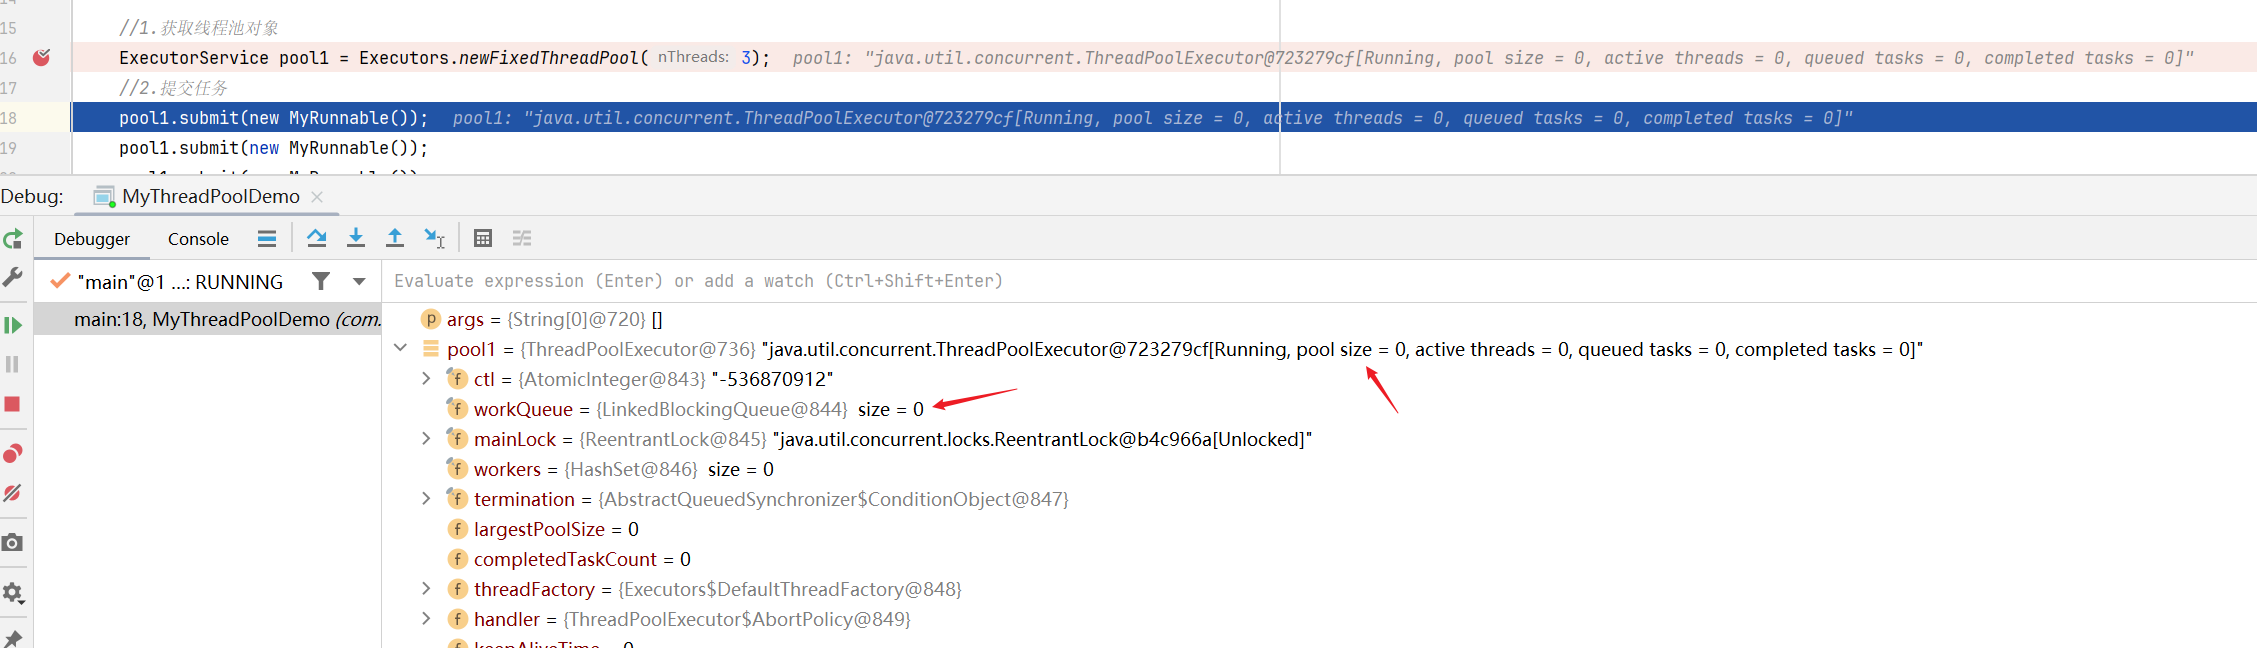 15 //1.获取线程池对象
16 ExecutorService pool1 = Executors.newFixedThreadPool( nThreads: 3); pool1: "java.util.concurrent.ThreadPoolExecutor@723279cf[Running, pool size = 0, active threads = 0, queued tasks = 0, completed tasks = 0]"
17 //2.提交任务
18 pool1.submit(new MyRunnable()); pool1: "java.util.concurrent.ThreadPoolExecutor@723279cf[Running, pool size = 0, active threads = 0, queued tasks = 0, completed tasks = 0]"
19 pool1.submit(new MyRunnable());
Debug: MyThreadPoolDemo
Debugger Console
"main"@1 ...: RUNNING
Evaluate expression (Enter) or add a watch (Ctrl+Shift+Enter)
main:18, MyThreadPoolDemo (com.
p args = {String[0]@720} []
pool1 = {ThreadPoolExecutor@736} "java.util.concurrent.ThreadPoolExecutor@723279cf[Running, pool size = 0, active threads = 0, queued tasks = 0, completed tasks = 0]"
f ctl = {AtomicInteger@843} "-536870912"
f workQueue = {LinkedBlockingQueue@844} size = 0
f mainLock = {ReentrantLock@845} "java.util.concurrent.locks.ReentrantLock@b4c966a[Unlocked]"
f workers = {HashSet@846} size = 0
f termination = {AbstractQueuedSynchronizer$ConditionObject@847}
f largestPoolSize = 0
f completedTaskCount = 0
f threadFactory = {Executors$DefaultThreadFactory@848}
f handler = {ThreadPoolExecutor$AbortPolicy@849}
keepAliveTime = 0